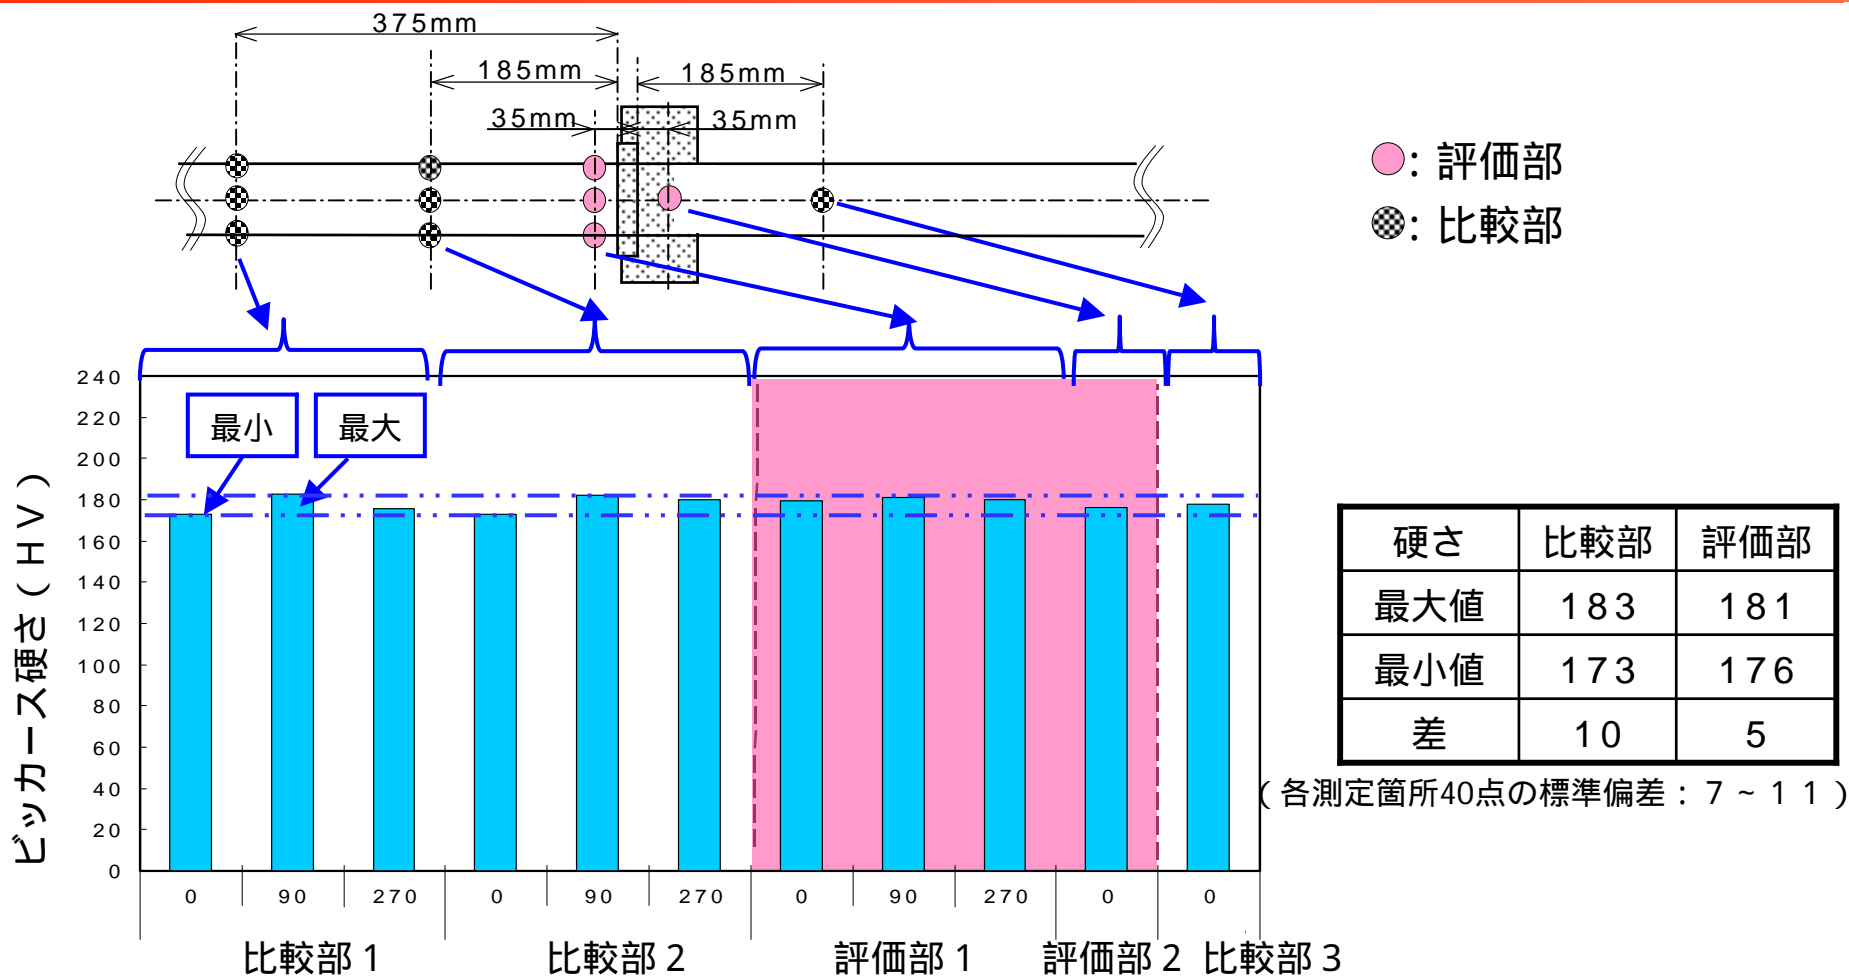 375mm
185mm
185mm
35mm
35mm
：評価部
：比較部
最小
最大
ビッカース硬さ（ＨＶ）
240
220
200
180
160
140
120
100
80
60
40
20
0
0 90 270 0 90 270 0 90 270 0 0
比較部１ 比較部２ 評価部１ 評価部２ 比較部３
硬さ 比較部 評価部
最大値 １８３ １８１
最小値 １７３ １７６
差 １０ ５
（各測定箇所40点の標準偏差：７～１１）